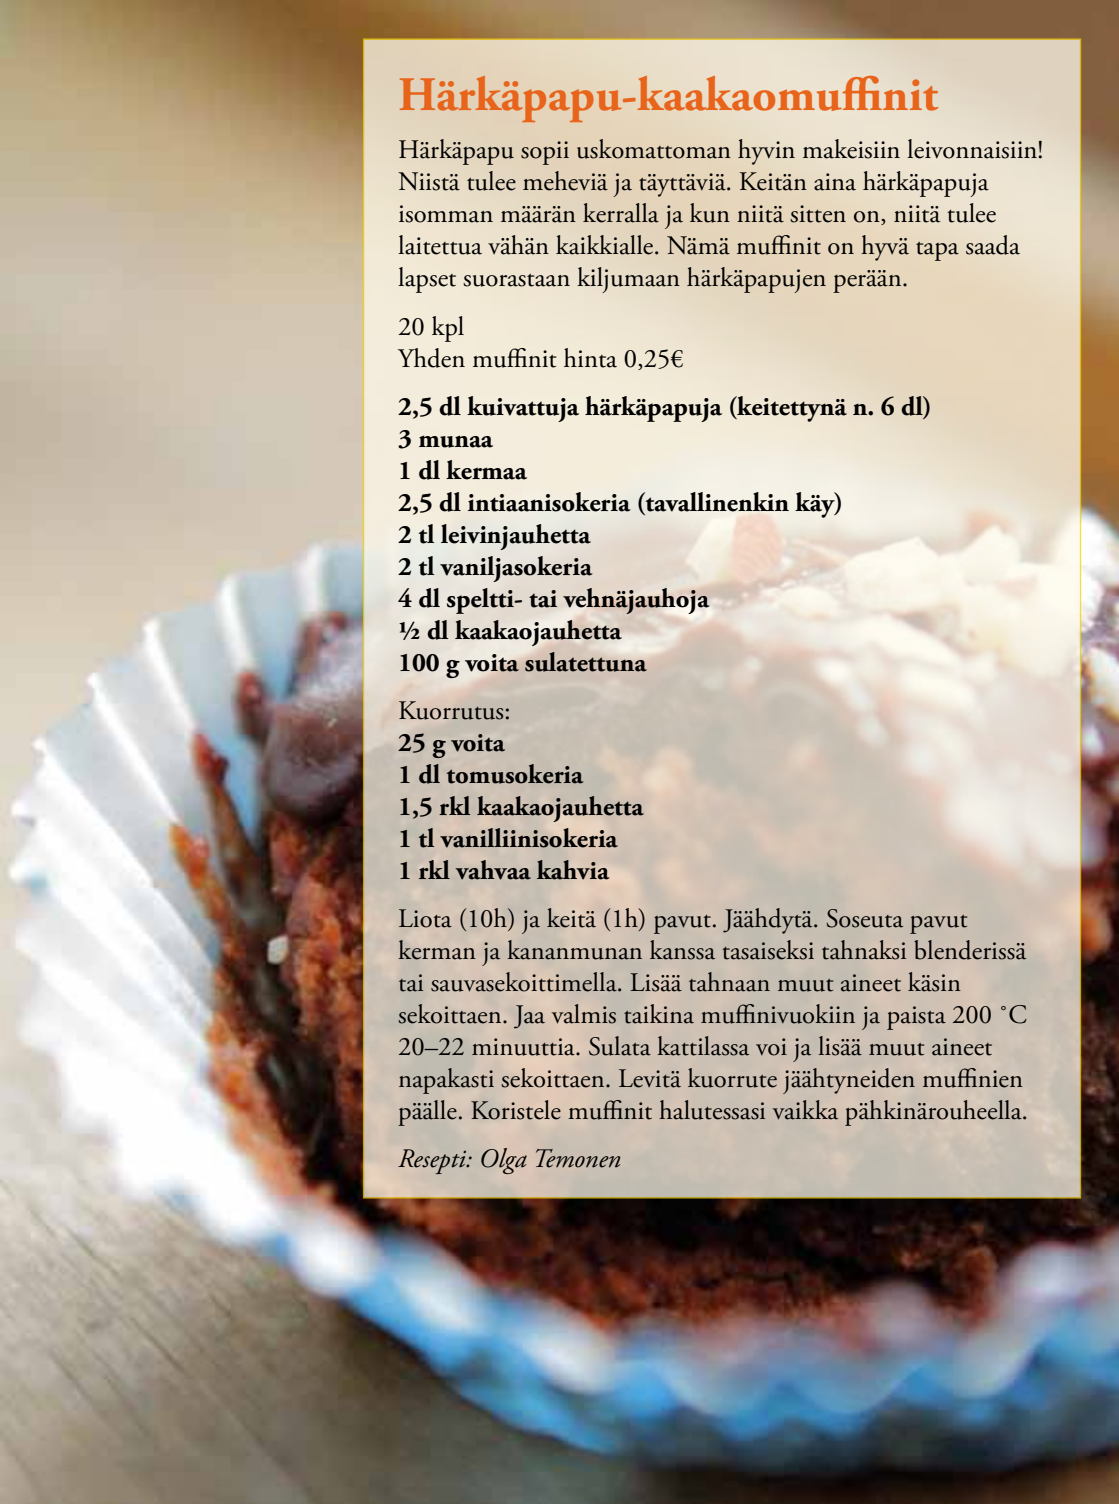 Härkäpapu-kaakaomuffinit
Härkäpapu sopii uskomattoman hyvin makeisiin leivonnaisiin!
Niistä tulee meheviä ja täyttäviä. Keitän aina härkäpapuja
isomman määrän kerralla ja kun niitä sitten on, niitä tulee
laitettua vähän kaikkialle. Nämä muffinit on hyvä tapa saada
lapset suorastaan kiljumaan härkäpapujen perään.
20 kpl
Yhden muffinit hinta 0,25€
2,5 dl kuivattuja härkäpapuja (keitettynä n. 6 dl)
3 munaa
1 dl kermaa
2,5 dl intiaanisokeria (tavallinenkin käy)
2 tl leivinjauhetta
2 tl vaniljasokeria
4 dl speltti- tai vehnäjauhoja
½ dl kaakaojauhetta
100 g voita sulatettuna
Kuorrutus:
25 g voita
1 dl tomusokeria
1,5 rkl kaakaojauhetta
1 tl vanilliinisokeria
1 rkl vahvaa kahvia
Liota (10h) ja keitä (1h) pavut. Jäähdytä. Soseuta pavut
kerman ja kananmunan kanssa tasaiseksi tahnaksi blenderissä
tai sauvasekoittimella. Lisää tahnaan muut aineet käsin
sekoittaen. Jaa valmis taikina muffinivuokiin ja paista 200 ˚C
20–22 minuuttia. Sulata kattilassa voi ja lisää muut aineet
napakasti sekoittaen. Levitä kuorrute jäähtyneiden muffinien
päälle. Koristele muffinit halutessasi vaikka pähkinärouheella.
Resepti: Olga Temonen